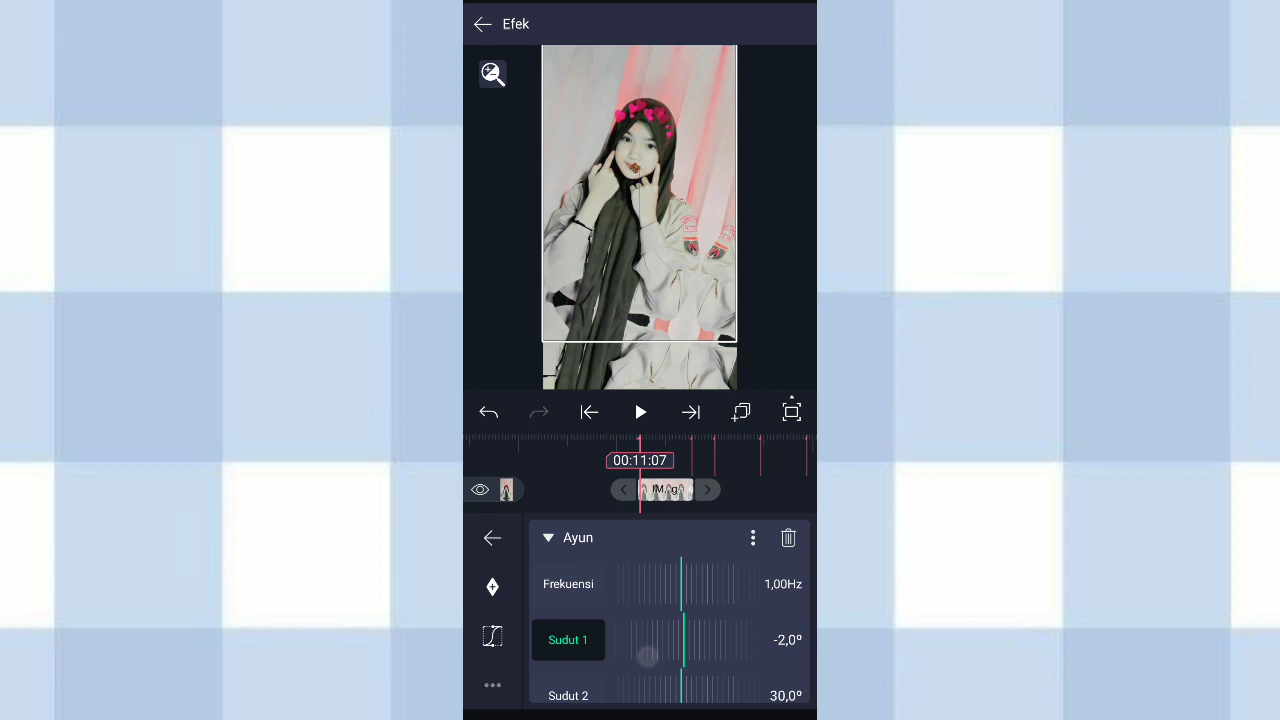 Efek
00:11:07
Ayun
Frekuensi
1,00Hz
Sudut 1
-2,0º
Sudut 2
30,0º